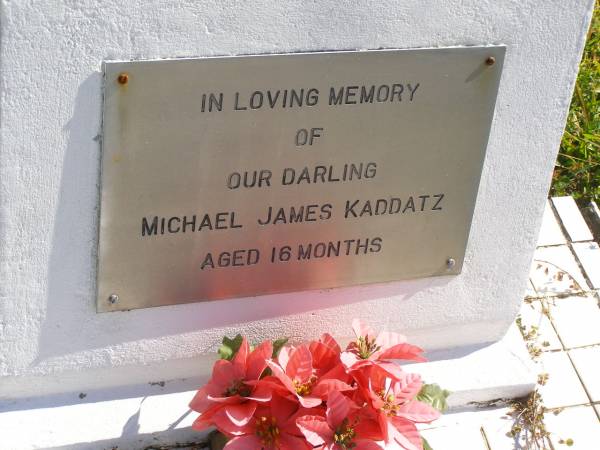 IN LOVING MEMORY
OF
OUR DARLING
MICHAEL JAMES KADDATZ
AGED 16 MONTHS